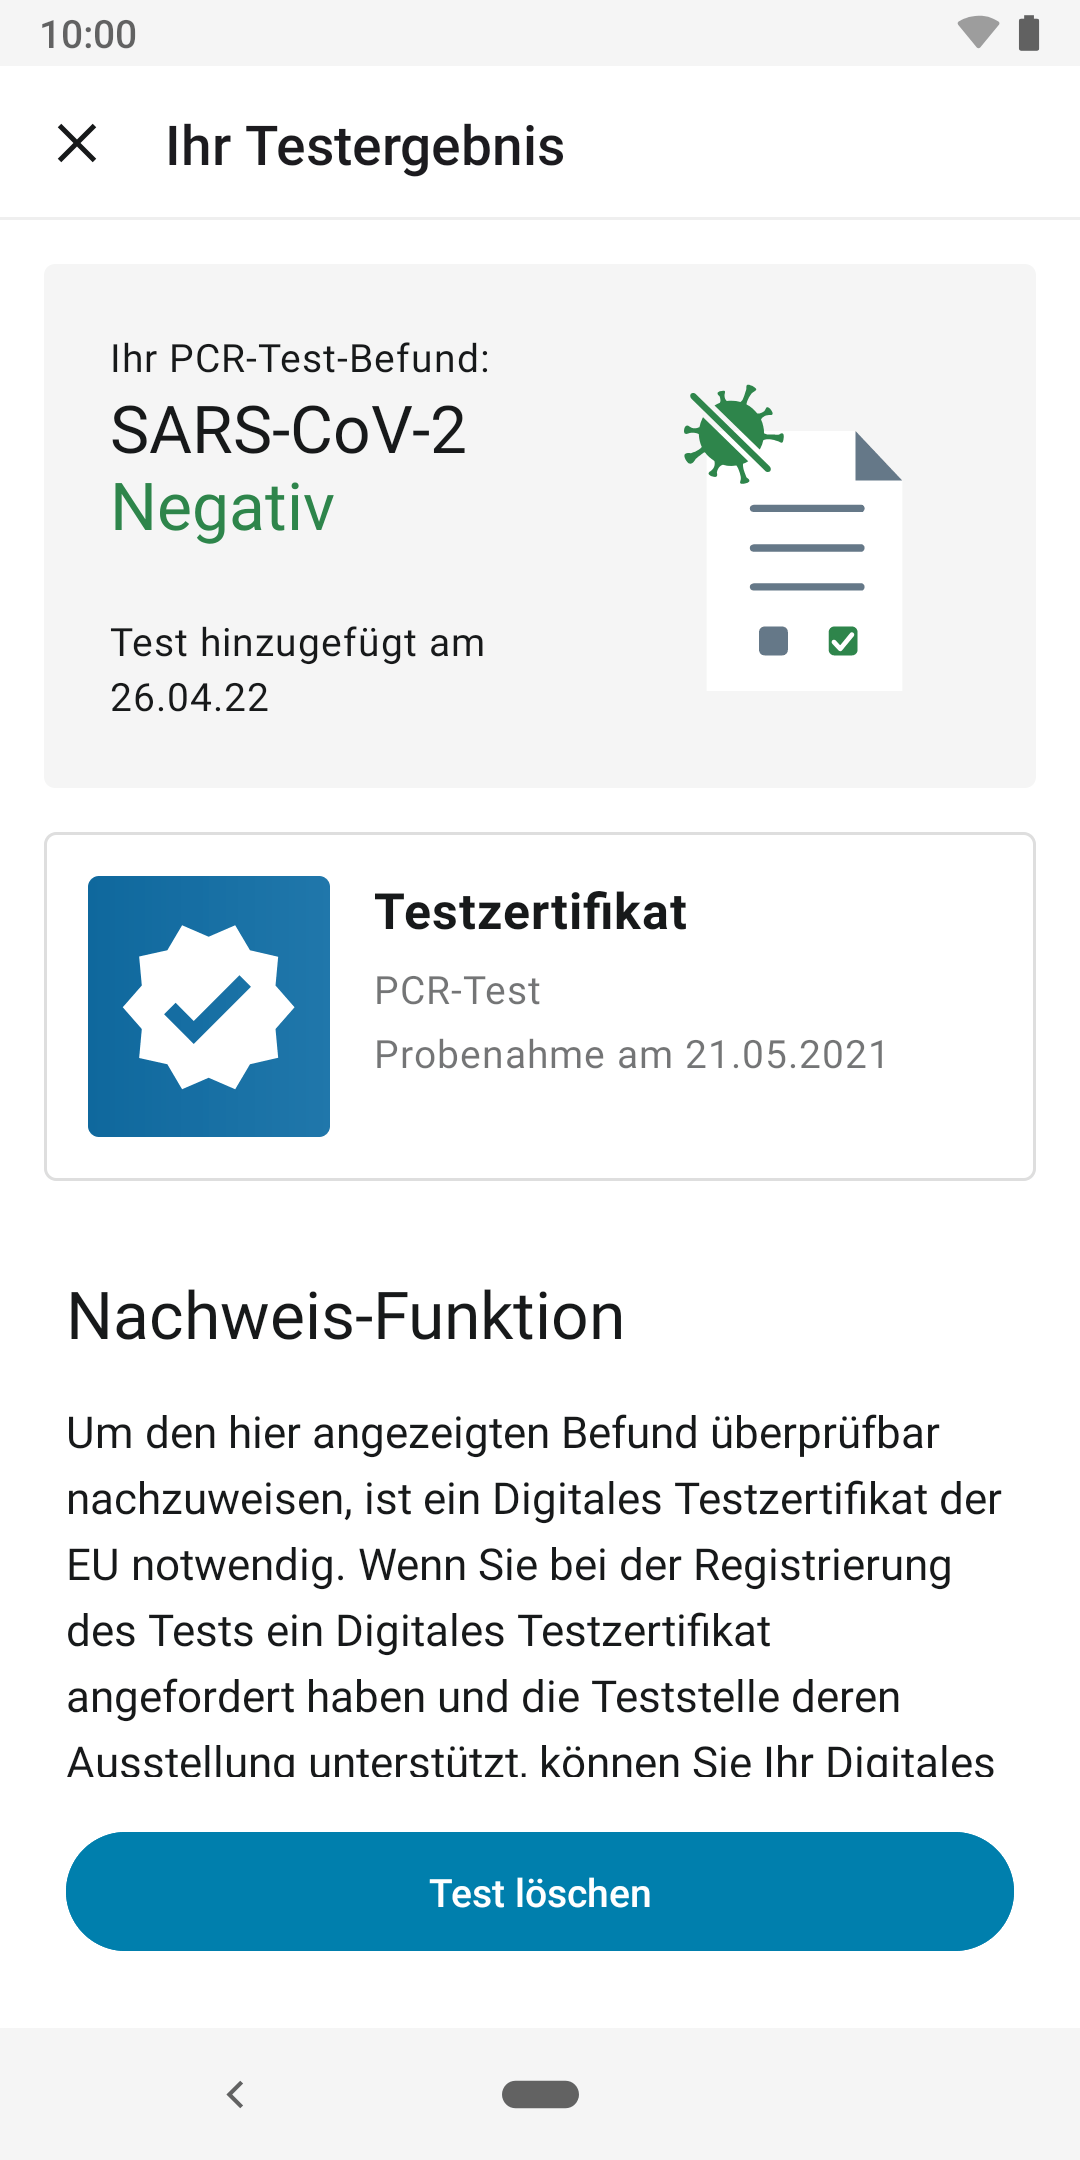 10:00
Ihr Testergebnis
Ihr PCR-Test-Befund:
SARS-CoV-2
Negativ
Test hinzugefügt am
26.04.22
Testzertifikat
PCR-Test
Probenahme am 21.05.2021
Nachweis-Funktion
Um den hier angezeigten Befund überprüfbar
nachzuweisen, ist ein Digitales Testzertifikat der
EU notwendig. Wenn Sie bei der Registrierung
des Tests ein Digitales Testzertifikat
angefordert haben und die Teststelle deren
Ausstellung unterstützt, können Sie Ihr Digitales
Test löschen